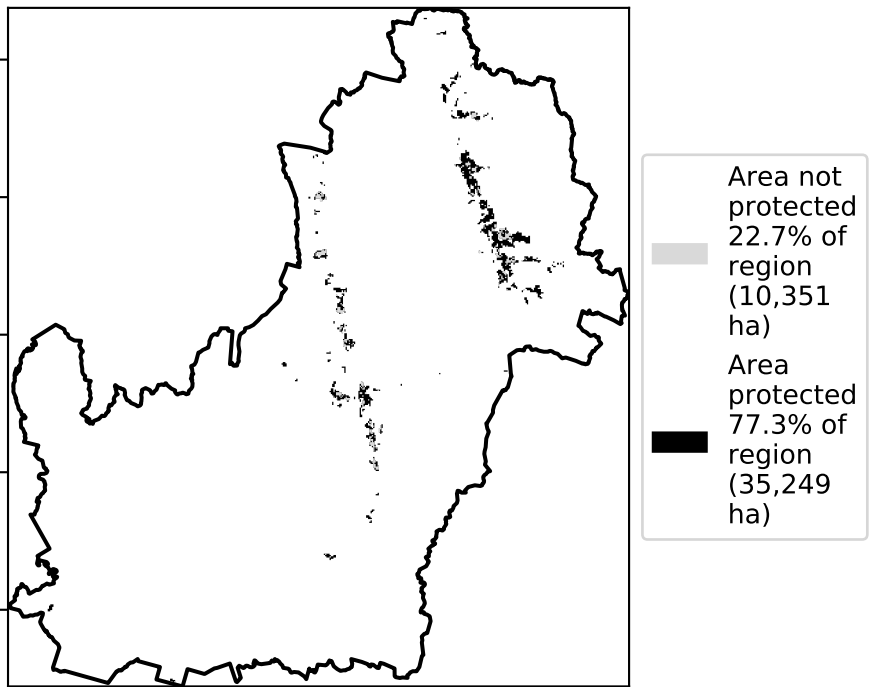 Area not
protected
22.7% of
region
(10,351
ha)
Area
protected
77.3% of
region
(35,249
ha)